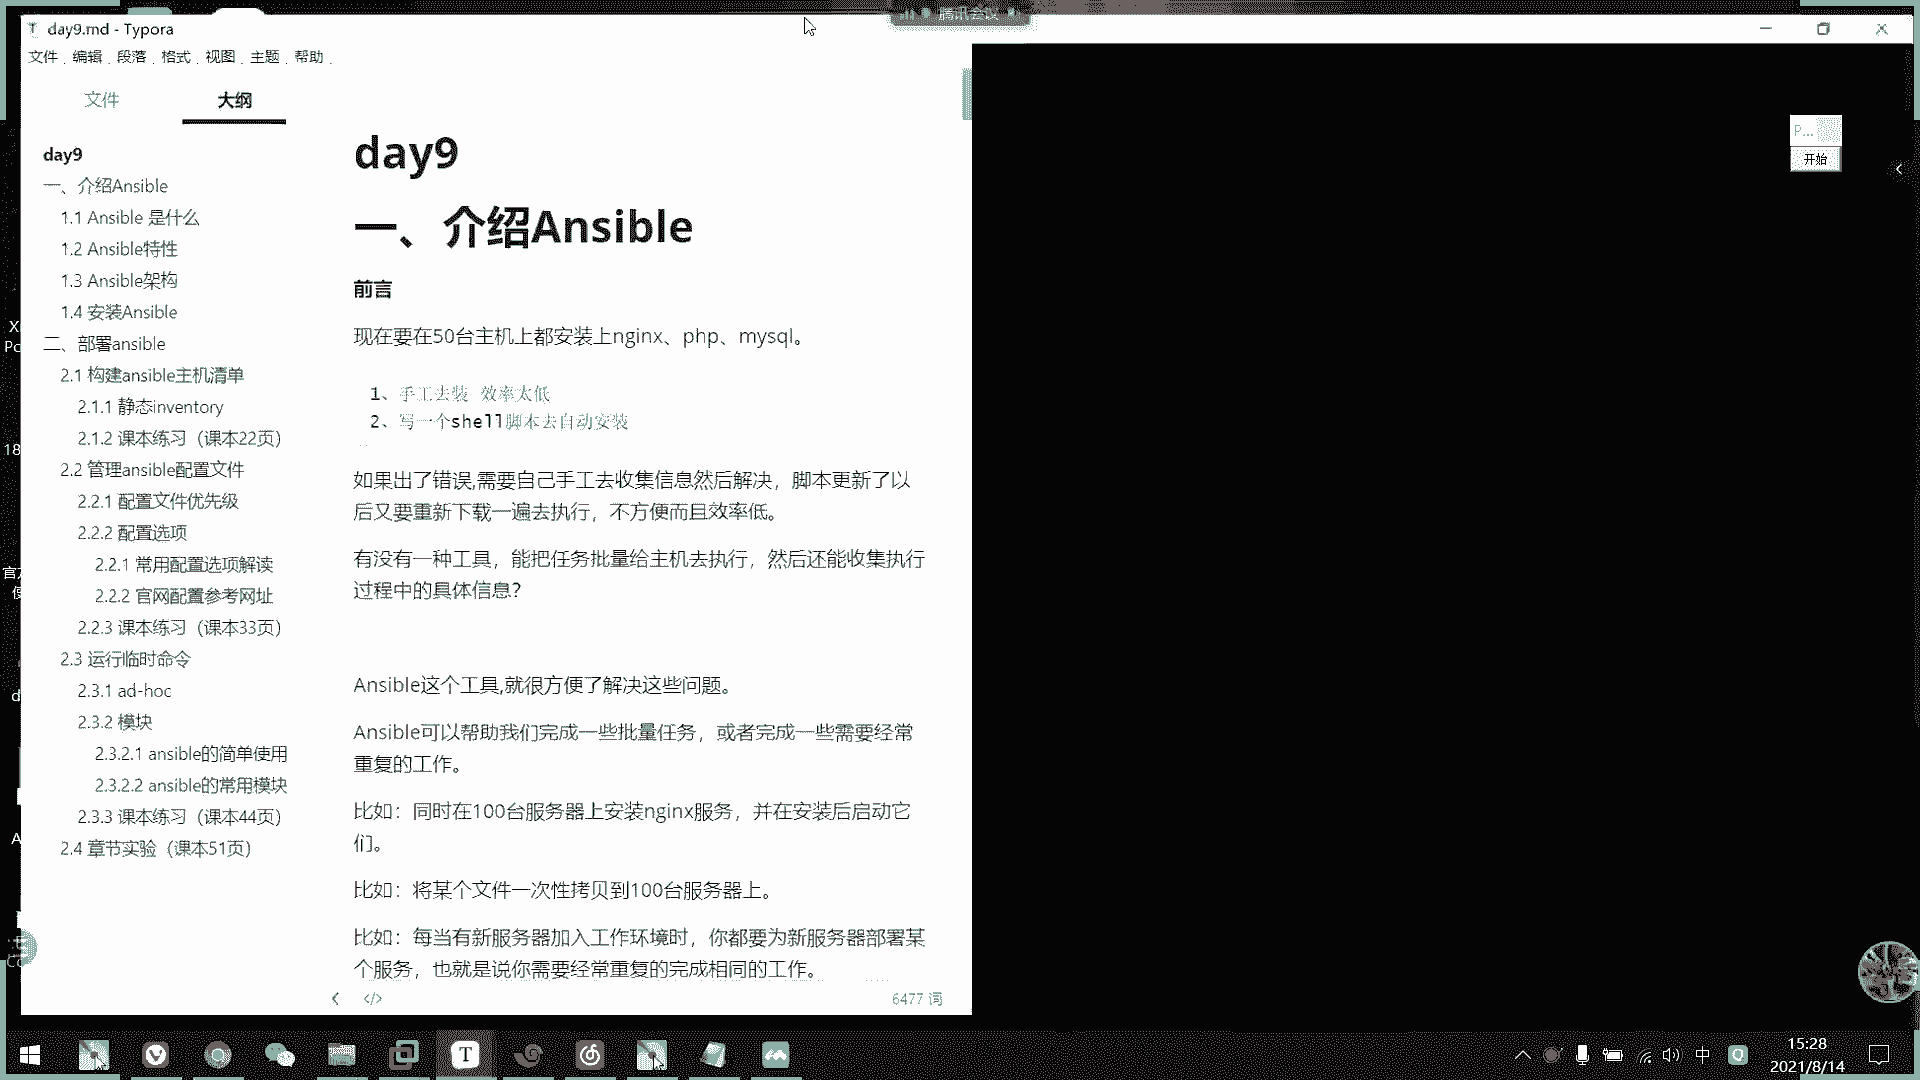 腾讯会议
day9.md - Typora
文件 编辑 段落 格式 视图 主题 帮助
文件 大纲
day9
一、介绍Ansible
1.1 Ansible 是什么
1.2 Ansible特性
1.3 Ansible架构
1.4 安装Ansible
二、部署ansible
2.1 构建ansible主机清单
2.1.1 静态inventory
2.1.2 课本练习（课本22页）
2.2 管理ansible配置文件
2.2.1 配置文件优先级
2.2.2 配置选项
2.2.1 常用配置选项解读
2.2.2 官网配置参考网址
2.2.3 课本练习（课本33页）
2.3 运行临时命令
2.3.1 ad-hoc
2.3.2 模块
2.3.2.1 ansible的简单使用
2.3.2.2 ansible的常用模块
2.3.3 课本练习（课本44页）
2.4 章节实验（课本51页）
day9
一、介绍Ansible
前言
现在要在50台主机上都安装上nginx、php、mysql。
1、手工去装 效率太低
2、写一个shell脚本去自动安装
如果出了错误,需要自己手工去收集信息然后解决，脚本更新了以
后又要重新下载一遍去执行，不方便而且效率低。
有没有一种工具，能把任务批量给主机去执行，然后还能收集执行
过程中的具体信息？
Ansible这个工具,就很方便了解决这些问题。
Ansible可以帮助我们完成一些批量任务，或者完成一些需要经常
重复的工作。
比如：同时在100台服务器上安装nginx服务，并在安装后启动它
们。
比如：将某个文件一次性拷贝到100台服务器上。
比如：每当有新服务器加入工作环境时，你都要为新服务器部署某
个服务，也就是说你需要经常重复的完成相同的工作。
6477 词
P...
开始
中
15:28
2021/8/14